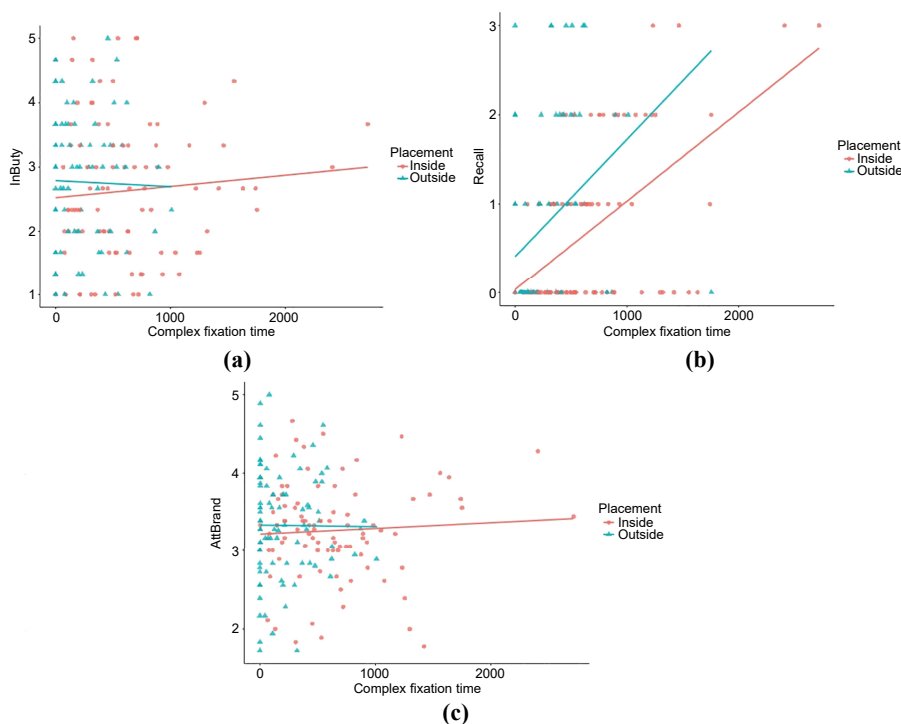 5
4
3
2
1
InButy
0
1000
2000
Complex fixation time
Placement
Inside
Outside
(a)
3
2
1
0
Recall
0
1000
2000
Complex fixation time
Placement
Inside
Outside
(b)
5
4
3
2
AttBrand
0
1000
2000
Complex fixation time
Placement
Inside
Outside
(c)